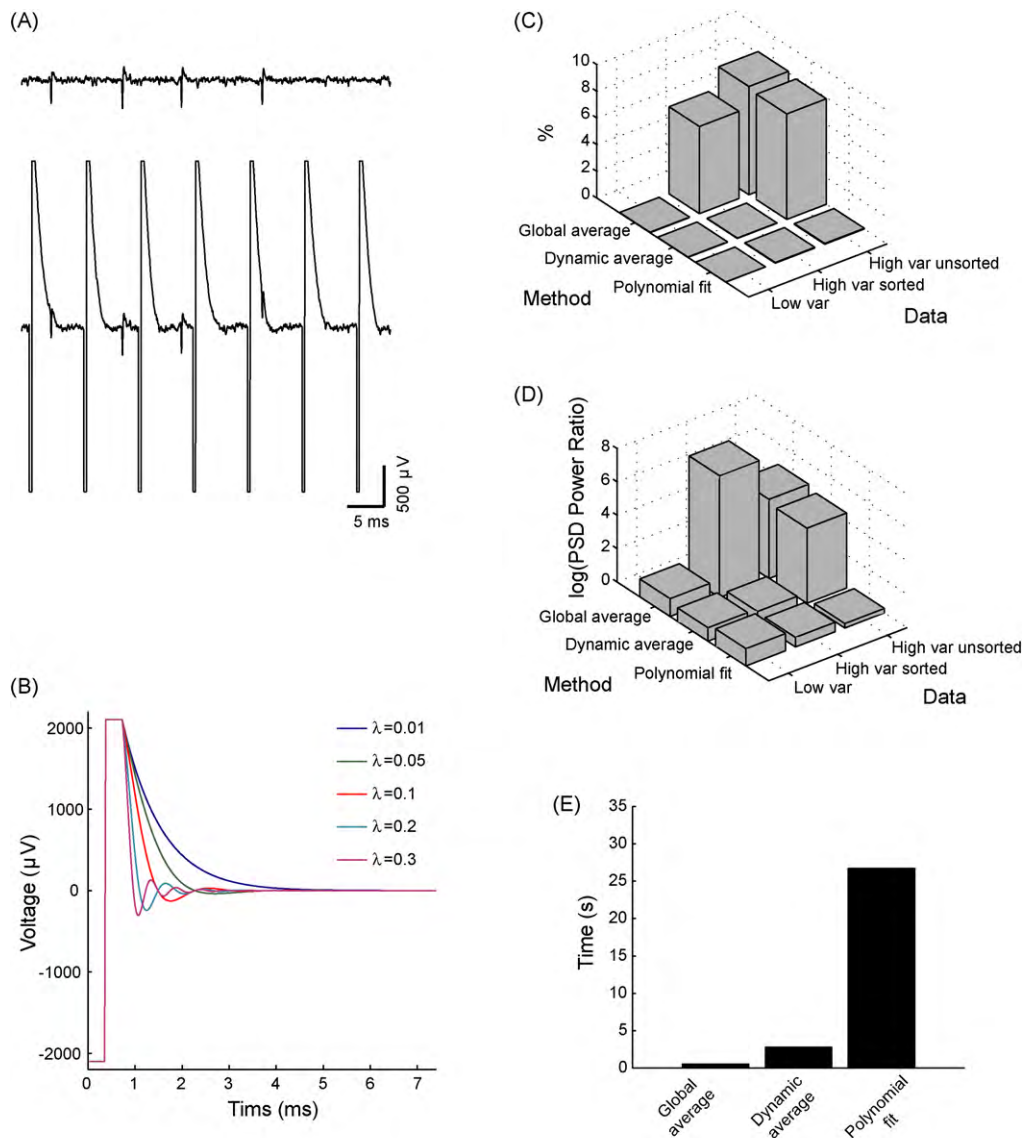 (A)
5 ms
500 µV
(B)
2000
1000
0
-1000
-2000
Voltage (µV)
λ=0.01
λ=0.05
λ=0.1
λ=0.2
λ=0.3
0 1 2 3 4 5 6 7
Tims (ms)
(C)
10
8
6
4
2
0
%
Global average
Dynamic average
Polynomial fit
Method
High var unsorted
High var sorted
Low var
Data
(D)
8
6
4
2
0
log(PSD Power Ratio)
Global average
Dynamic average
Polynomial fit
Method
High var unsorted
High var sorted
Low var
Data
(E)
35
30
25
20
15
10
5
0
Time (s)
Global
average
Dynamic
average
Polynomial
fit